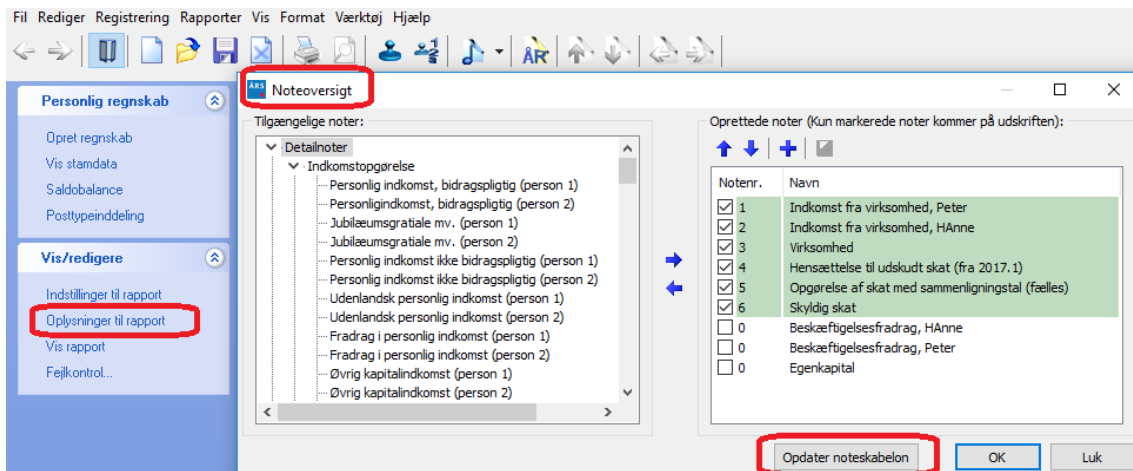 Fil Rediger Registrering Rapporter Vis Format Værktøj Hjælp
ÅR
Personlig regnskab
Opret regnskab
Vis stamdata
Saldobalance
Posttypeinddeling
Vis/redigere
Indstillinger til rapport
Oplysninger til rapport
Vis rapport
Fejlkontrol...
ÅRS
Noteoversigt
Tilgængelige noter:
Detailnoter
Indkomstopgørelse
Personlig indkomst, bidragspligtig (person 1)
Personligindkomst, bidragspligtig (person 2)
Jubilæumsgratiale mv. (person 1)
Jubilæumsgratiale mv. (person 2)
Personlig indkomst ikke bidragspligtig (person 1)
Personlig indkomst ikke bidragspligtig (person 2)
Udenlandsk personlig indkomst (person 1)
Udenlandsk personlig indkomst (person 2)
Fradrag i personlig indkomst (person 1)
Fradrag i personlig indkomst (person 2)
Øvrig kapitalindkomst (person 1)
Øvrig kapitalindkomst (person 2)
Oprettede noter (Kun markerede noter kommer på udskriften):
Notenr. Navn
1 Indkomst fra virksomhed, Peter
2 Indkomst fra virksomhed, HAnne
3 Virksomhed
4 Hensættelse til udskudt skat (fra 2017.1)
5 Opgørelse af skat med sammenligningstal (fælles)
6 Skyldig skat
0 Beskæftigelsesfradrag, HAnne
0 Beskæftigelsesfradrag, Peter
0 Egenkapital
Opdater noteskabelon OK Luk